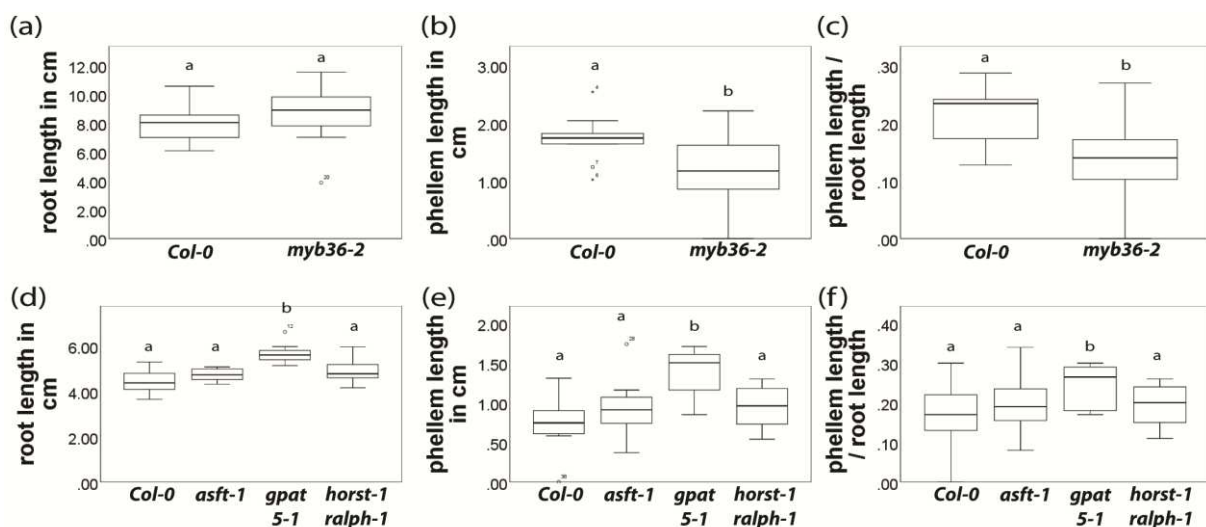 (a)
root length in cm
12.00
10.00
8.00
6.00
4.00
2.00
.00
a
a
20
Col-0
myb36-2
(b)
phellem length in
cm
3.00
2.00
1.00
.00
a
b
7
Col-0
myb36-2
(c)
phellem length /
root length
.30
.20
.10
.00
a
b
Col-0
myb36-2
(d)
root length in
cm
6.00
4.00
2.00
.00
a
a
b
a
12
Col-0
asft-1
gpat
5-1
horst-1
ralph-1
(e)
phellem length
in cm
2.00
1.50
1.00
.50
.00
a
a
b
a
Col-0
asft-1
gpat
5-1
horst-1
ralph-1
(f)
phellem length
/ root length
.40
.30
.20
.10
.00
a
a
b
a
Col-0
asft-1
gpat
5-1
horst-1
ralph-1